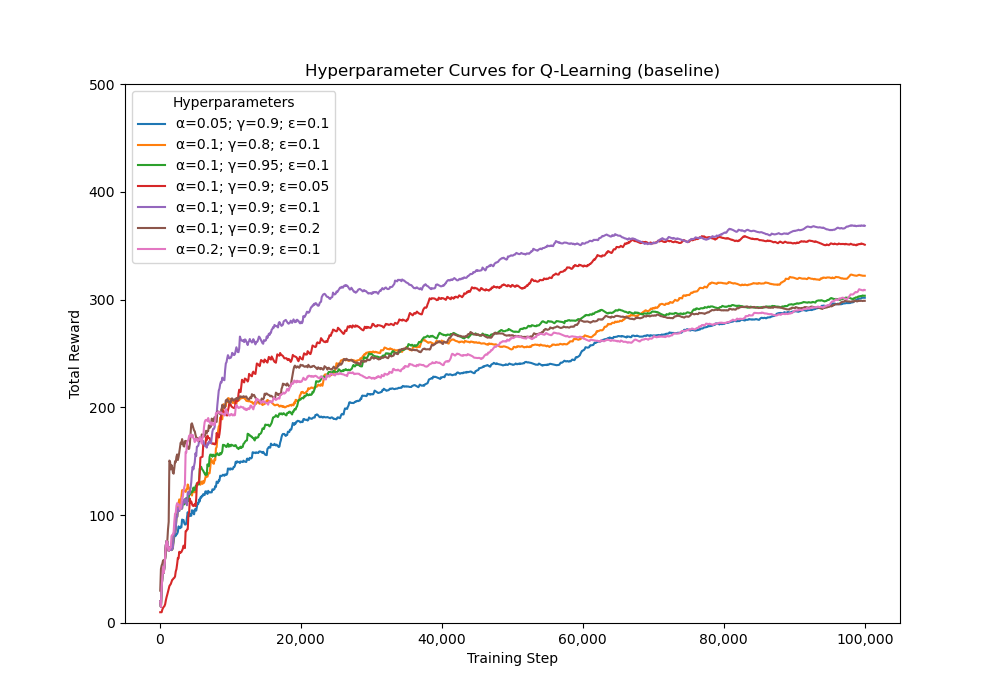 Hyperparameter Curves for Q-Learning (baseline)
Total Reward
500
400
300
200
100
0
Hyperparameters
α=0.05; γ=0.9; ε=0.1
α=0.1; γ=0.8; ε=0.1
α=0.1; γ=0.95; ε=0.1
α=0.1; γ=0.9; ε=0.05
α=0.1; γ=0.9; ε=0.1
α=0.1; γ=0.9; ε=0.2
α=0.2; γ=0.9; ε=0.1
0 20,000 40,000 60,000 80,000 100,000
Training Step